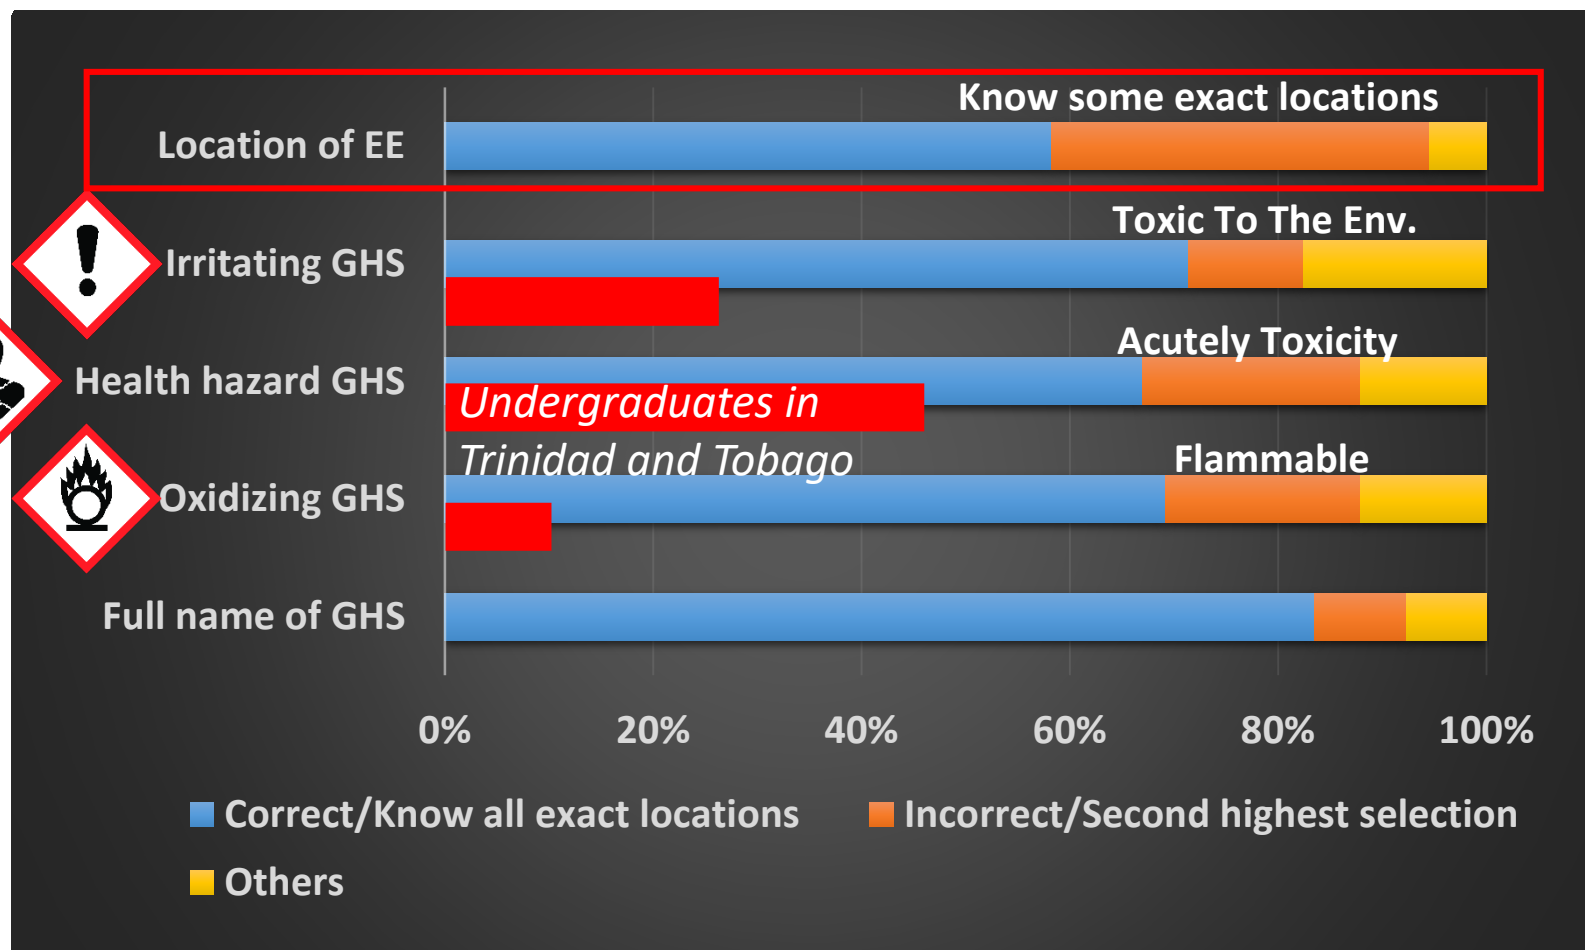 Know some exact locations
Location of EE
Toxic To The Env.
Irritating GHS
Acutely Toxicity
Health hazard GHS
Undergraduates in
Trinidad and Tobago
Flammable
Oxidizing GHS
Full name of GHS
0% 20% 40% 60% 80% 100%
Correct/Know all exact locations Incorrect/Second highest selection
Others